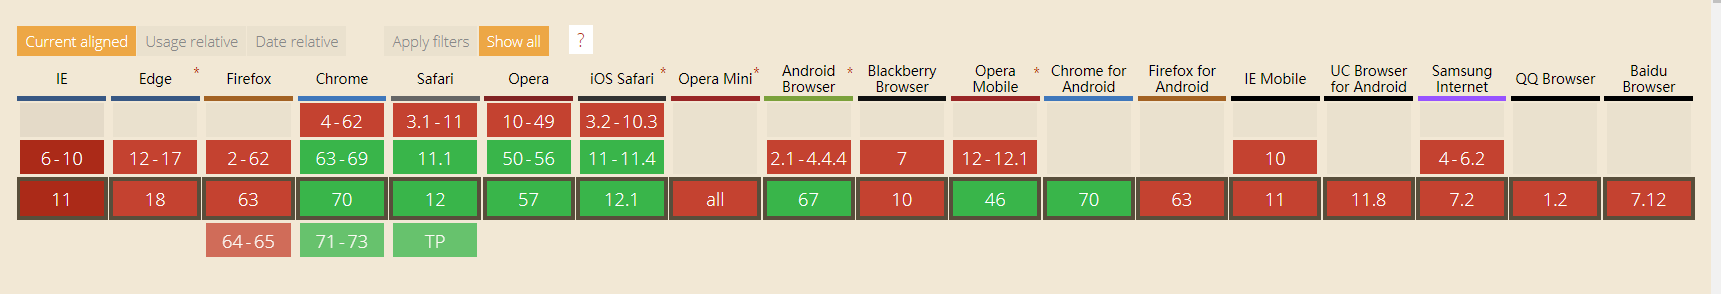 Current aligned Usage relative Date relative Apply filters Show all ?
IE Edge * Firefox Chrome Safari Opera iOS Safari * Opera Mini * Android Browser * Blackberry Browser Opera Mobile * Chrome for Android Firefox for Android IE Mobile UC Browser for Android Samsung Internet QQ Browser Baidu Browser
4-62 3.1-11 10-49 3.2-10.3
6-10 12-17 2-62 63-69 11.1 50-56 11-11.4 2.1-4.4.4 7 12-12.1 10 4-6.2
11 18 63 70 12 57 12.1 all 67 10 46 70 63 11 11.8 7.2 1.2 7.12
64-65 71-73 TP